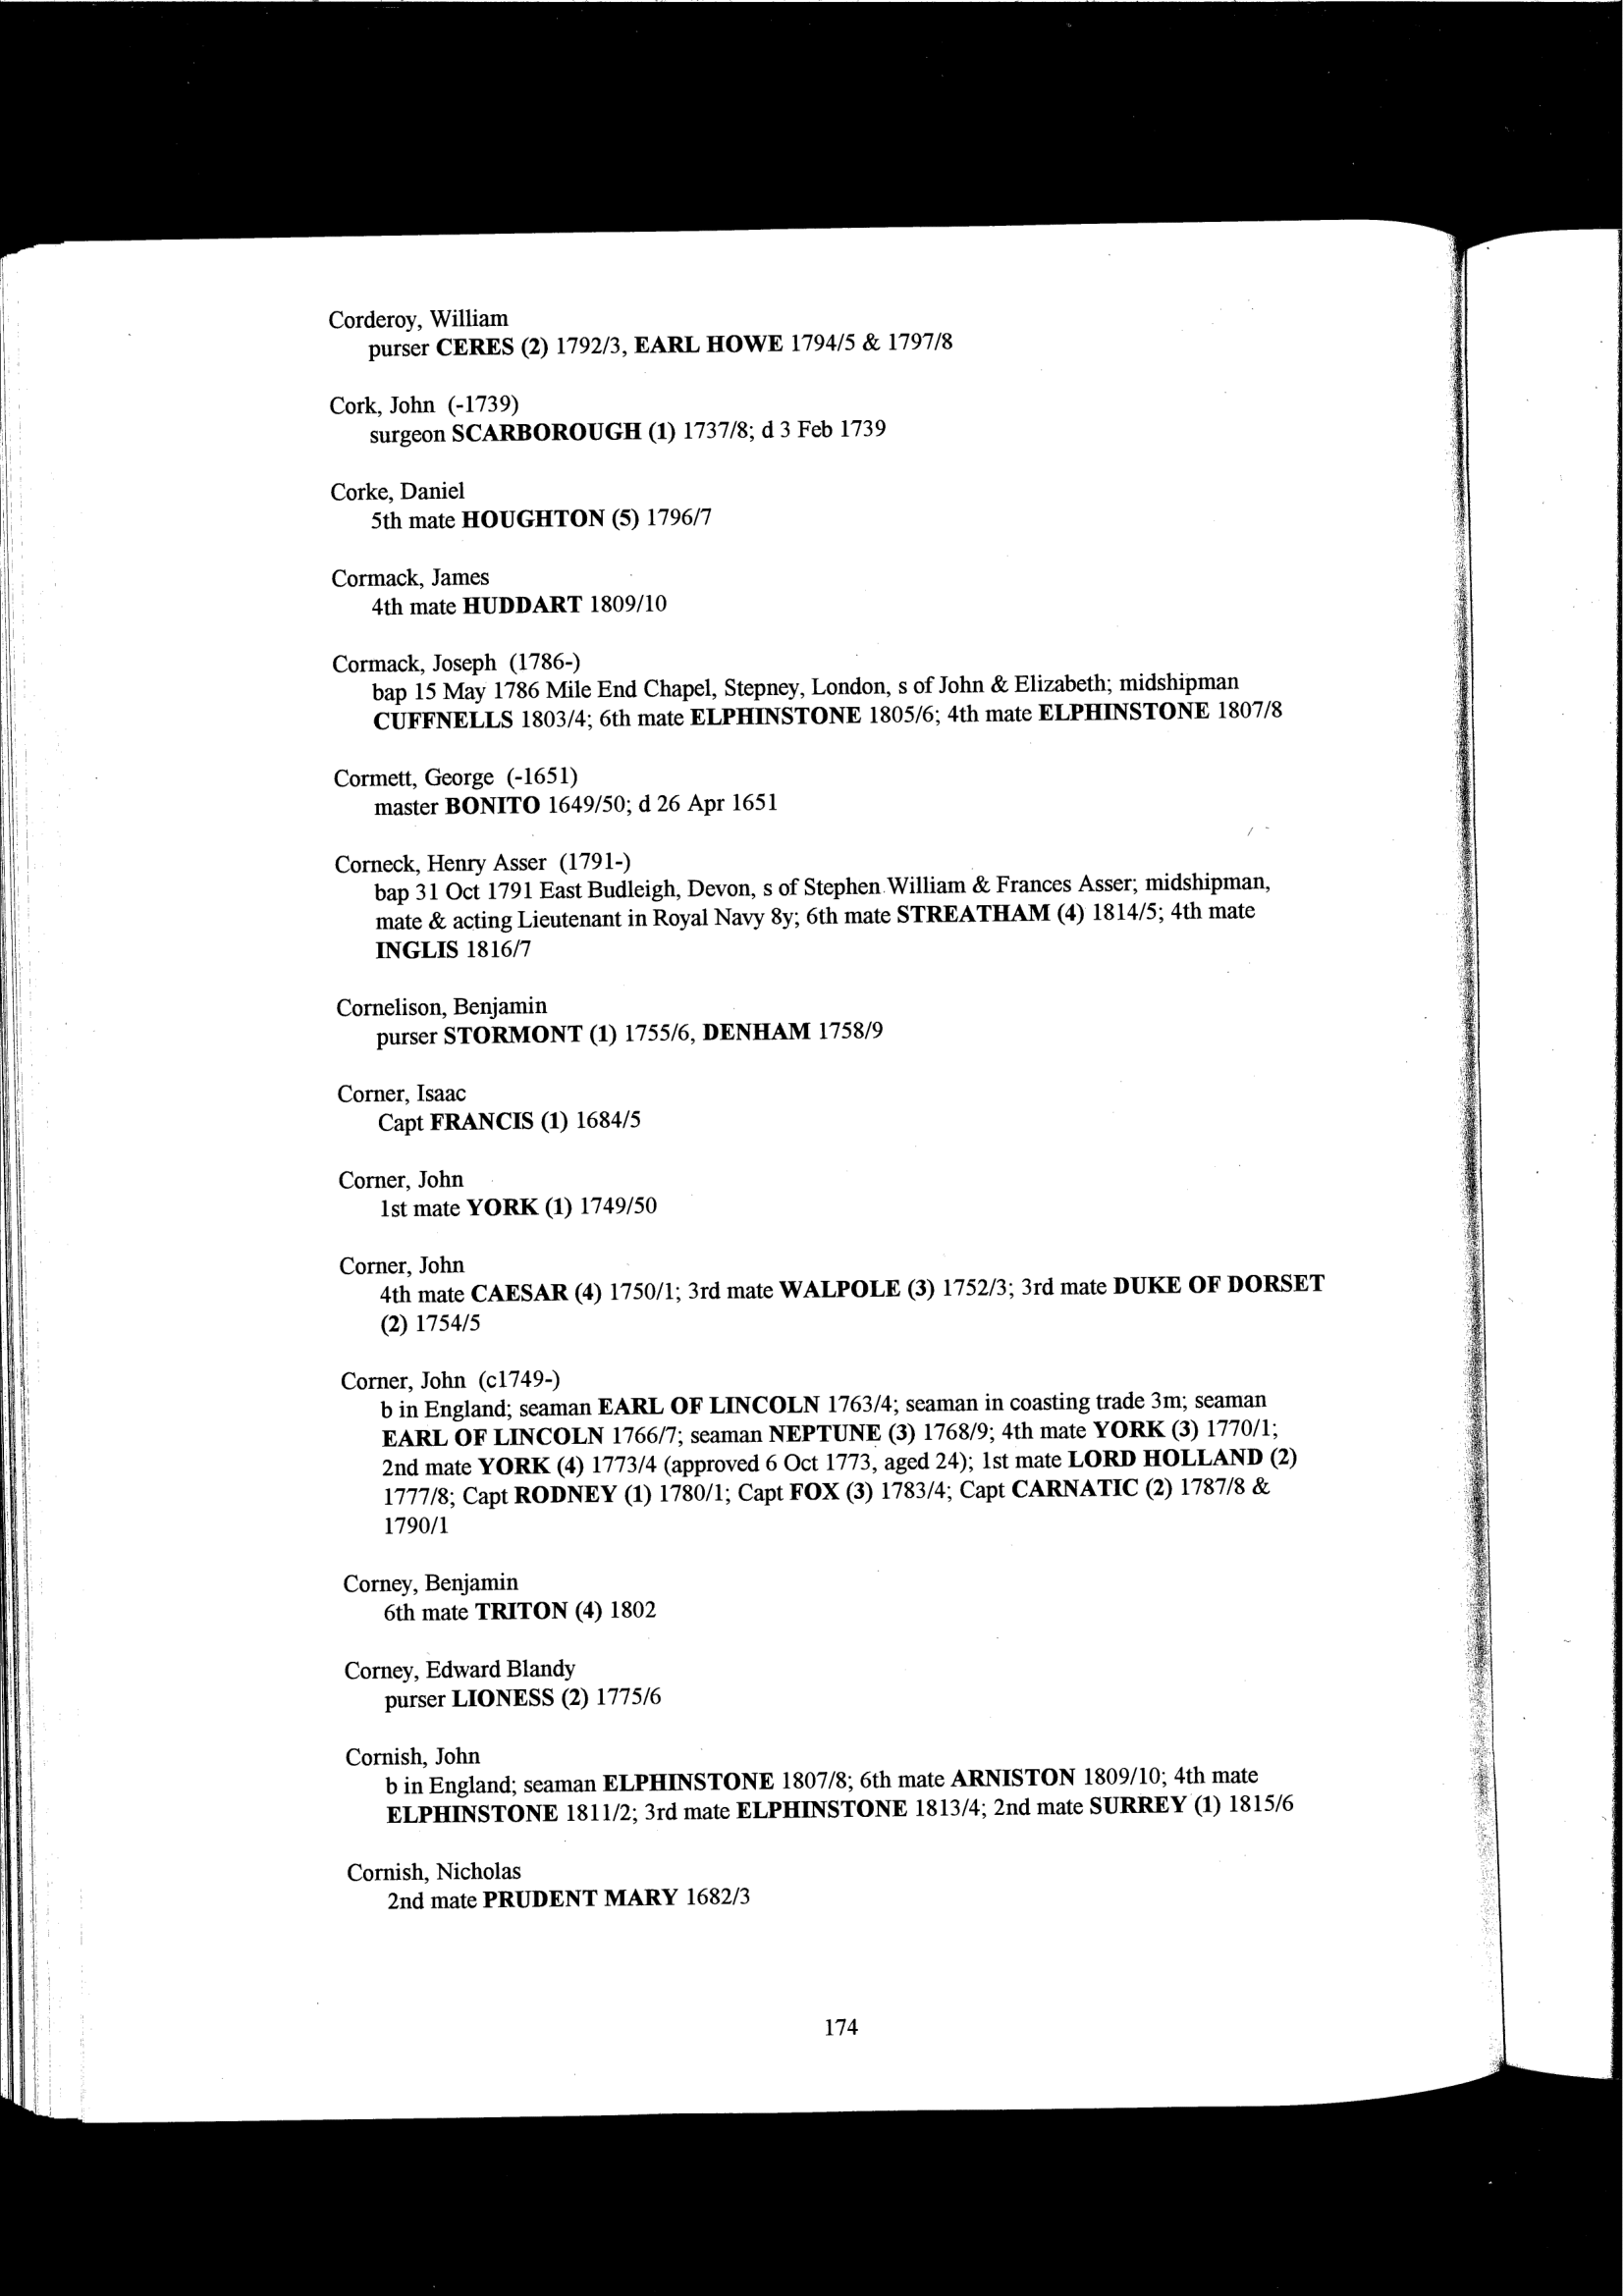 Corderoy, William
purser CERES (2) 1792/3, EARL HOWE 1794/5 & 1797/8
Cork, John (-1739)
surgeon SCARBOROUGH (1) 1737/8; d 3 Feb 1739
Corke, Daniel
5th mate HOUGHTON (5) 1796/7
Cormack, James
4th mate HUDDART 1809/10
Cormack, Joseph (1786-)
bap 15 May 1786 Mile End Chapel, Stepney, London, s of John & Elizabeth; midshipman
CUFFNELLS 1803/4; 6th mate ELPHINSTONE 1805/6; 4th mate ELPHINSTONE 1807/8
Cormett, George (-1651)
master BONITO 1649/50; d 26 Apr 1651
Corneck, Henry Asser (1791-)
bap 31 Oct 1791 East Budleigh, Devon, s of Stephen William & Frances Asser; midshipman,
mate & acting Lieutenant in Royal Navy 8y; 6th mate STREATHAM (4) 1814/5; 4th mate
INGLIS 1816/7
Cornelison, Benjamin
purser STORMONT (1) 1755/6, DENHAM 1758/9
Corner, Isaac
Capt FRANCIS (1) 1684/5
Corner, John
1st mate YORK (1) 1749/50
Corner, John
4th mate CAESAR (4) 1750/1; 3rd mate WALPOLE (3) 1752/3; 3rd mate DUKE OF DORSET
(2) 1754/5
Corner, John (c1749-)
b in England; seaman EARL OF LINCOLN 1763/4; seaman in coasting trade 3m; seaman
EARL OF LINCOLN 1766/7; seaman NEPTUNE (3) 1768/9; 4th mate YORK (3) 1770/1;
2nd mate YORK (4) 1773/4 (approved 6 Oct 1773, aged 24); 1st mate LORD HOLLAND (2)
1777/8; Capt RODNEY (1) 1780/1; Capt FOX (3) 1783/4; Capt CARNATIC (2) 1787/8 &
1790/1
Corney, Benjamin
6th mate TRITON (4) 1802
Corney, Edward Blandy
purser LIONESS (2) 1775/6
Cornish, John
b in England; seaman ELPHINSTONE 1807/8; 6th mate ARNISTON 1809/10; 4th mate
ELPHINSTONE 1811/2; 3rd mate ELPHINSTONE 1813/4; 2nd mate SURREY (1) 1815/6
Cornish, Nicholas
2nd mate PRUDENT MARY 1682/3
174